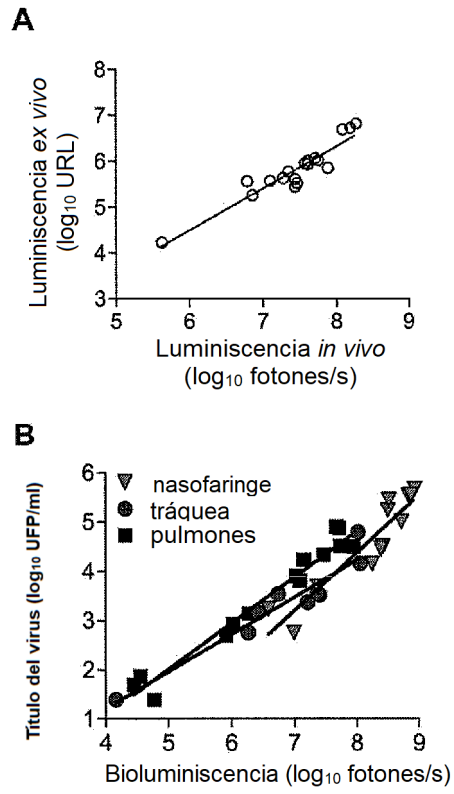 A
8
7
6
5
4
3
Luminiscencia ex vivo
(log10 URL)
5 6 7 8 9
Luminiscencia in vivo
(log10 fotones/s)
B
6
5
4
3
2
1
Titulo del virus (log10 UFP/ml)
nasofaringe
tráquea
pulmones
4 5 6 7 8 9
Bioluminiscencia (log10 fotones/s)